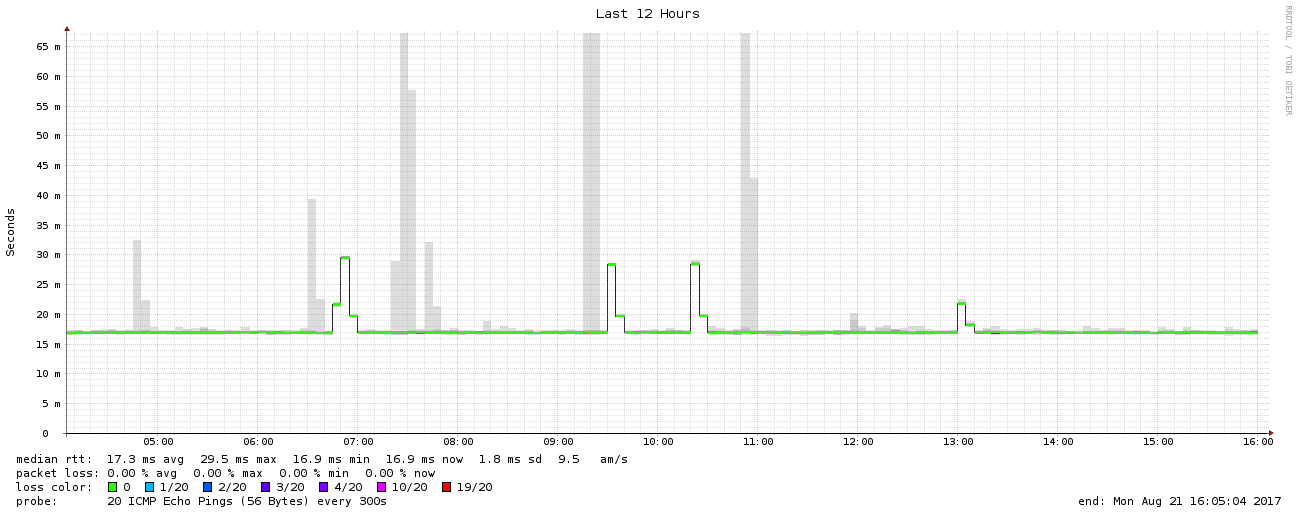 Last 12 Hours
RRDTOOL / TOBI OETIKER
Seconds
65 m
60 m
55 m
50 m
45 m
40 m
35 m
30 m
25 m
20 m
15 m
10 m
5 m
0
05:00 06:00 07:00 08:00 09:00 10:00 11:00 12:00 13:00 14:00 15:00 16:00
median rtt: 17.3 ms avg 29.5 ms max 16.9 ms min 16.9 ms now 1.8 ms sd 9.5 am/s
packet loss: 0.00 % avg 0.00 % max 0.00 % min 0.00 % now
loss color: 0 1/20 2/20 3/20 4/20 10/20 19/20
probe: 20 ICMP Echo Pings (56 Bytes) every 300s end: Mon Aug 21 16:05:04 2017